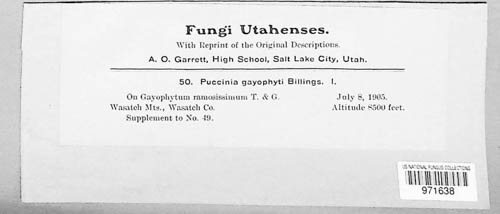 Fungi Utahenses.
With Reprint of the Original Descriptions.
A. O. Garrett, High School, Salt Lake City, Utah.
50. Puccinia gayophyti Billings. I.
On Gayophytum ramosissimum T. & G. July 8, 1905.
Wasatch Mts., Wasatch Co. Altitude 8500 feet.
Supplement to No. 49.
US NATIONAL FUNGUS COLLECTIONS
971638